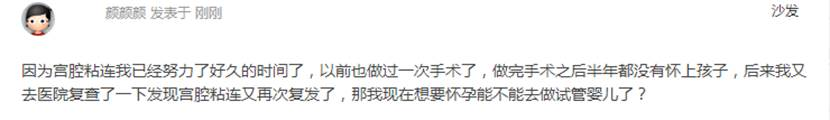 颜颜颜 发表于 刚刚
沙发
因为宫腔粘连我已经努力了好久的时间了，以前也做过一次手术了，做完手术之后半年都没有怀上孩子，后来我又
去医院复查了一下发现宫腔粘连又再次复发了，那我现在想要怀孕能不能去做试管婴儿了？